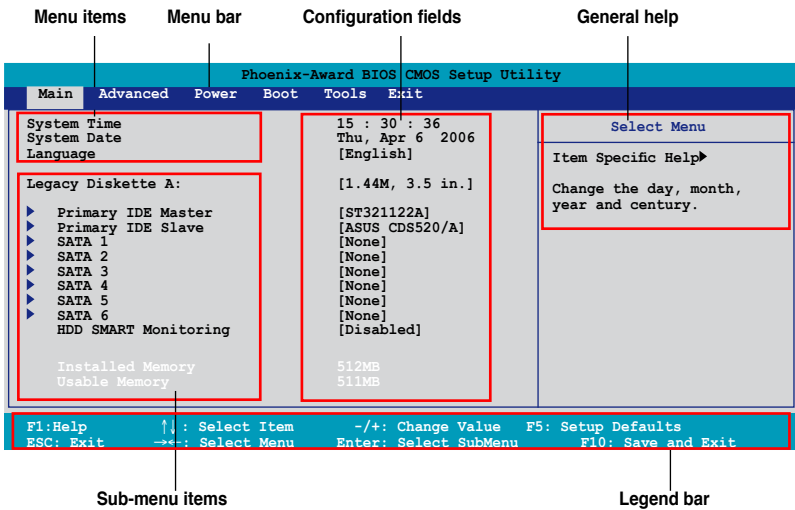 Menu items Menu bar Configuration fields General help
Phoenix-Award BIOS CMOS Setup Utility
Main Advanced Power Boot Tools Exit
System Time 15 : 30 : 36
System Date Thu, Apr 6 2006
Language [English]
Legacy Diskette A: [1.44M, 3.5 in.]
Primary IDE Master [ST321122A]
Primary IDE Slave [ASUS CDS520/A]
SATA 1 [None]
SATA 2 [None]
SATA 3 [None]
SATA 4 [None]
SATA 5 [None]
SATA 6 [None]
HDD SMART Monitoring [Disabled]
Installed Memory 512MB
Usable Memory 511MB
Select Menu
Item Specific Help
Change the day, month,
year and century.
F1:Help ↑↓: Select Item -/+: Change Value F5: Setup Defaults
ESC: Exit →←: Select Menu Enter: Select SubMenu F10: Save and Exit
Sub-menu items Legend bar